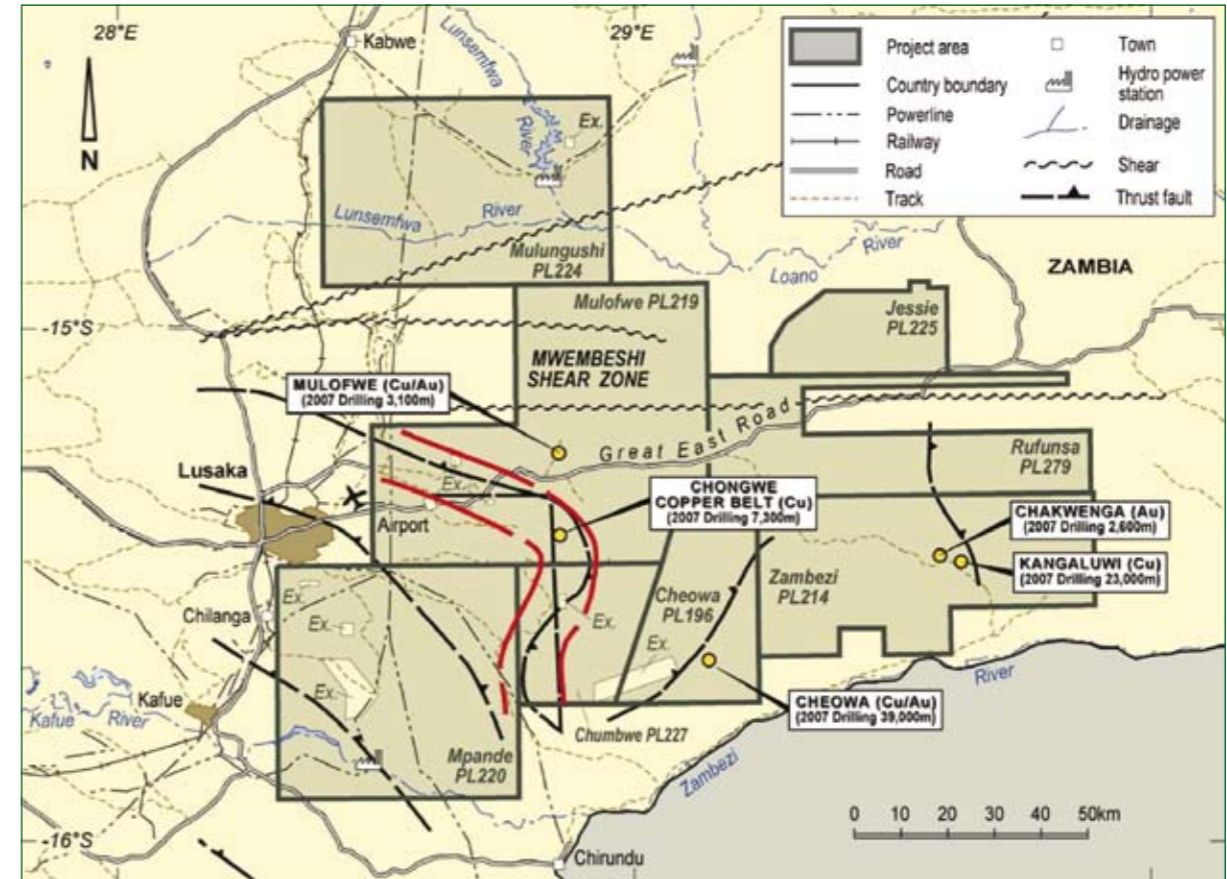 28°E
29°E
Kabwe
Lunsemfwa
River
Ex.
N
Project area
Country boundary
Powerline
Railway
Road
Track
Town
Hydro power
station
Drainage
Shear
Thrust fault
Lunsemfwa River
Mulungushi
PL224
Loano River
ZAMBIA
Mulofwe PL219
Jessie
PL225
-15°S
MWEMBESHI
SHEAR ZONE
MULOFWE (Cu/Au)
(2007 Drilling 3,100m)
Great East Road
Rufunsa
PL279
Lusaka
Ex.
Airport
CHONGWE
COPPER BELT (Cu)
(2007 Drilling 7,300m)
CHAKWENGA (Au)
(2007 Drilling 2,600m)
KANGALUWI (Cu)
(2007 Drilling 23,000m)
Zambezi
PL214
Cheowa
PL196
Ex.
Chilanga
Ex.
Ex.
Ex.
Ex.
Kafue
Kafue River
CHEOWA (Cu/Au)
(2007 Drilling 39,000m)
River
Zambezi
Chumbwe PL227
Mpande
PL220
-16°S
Chirundu
0 10 20 30 40 50km